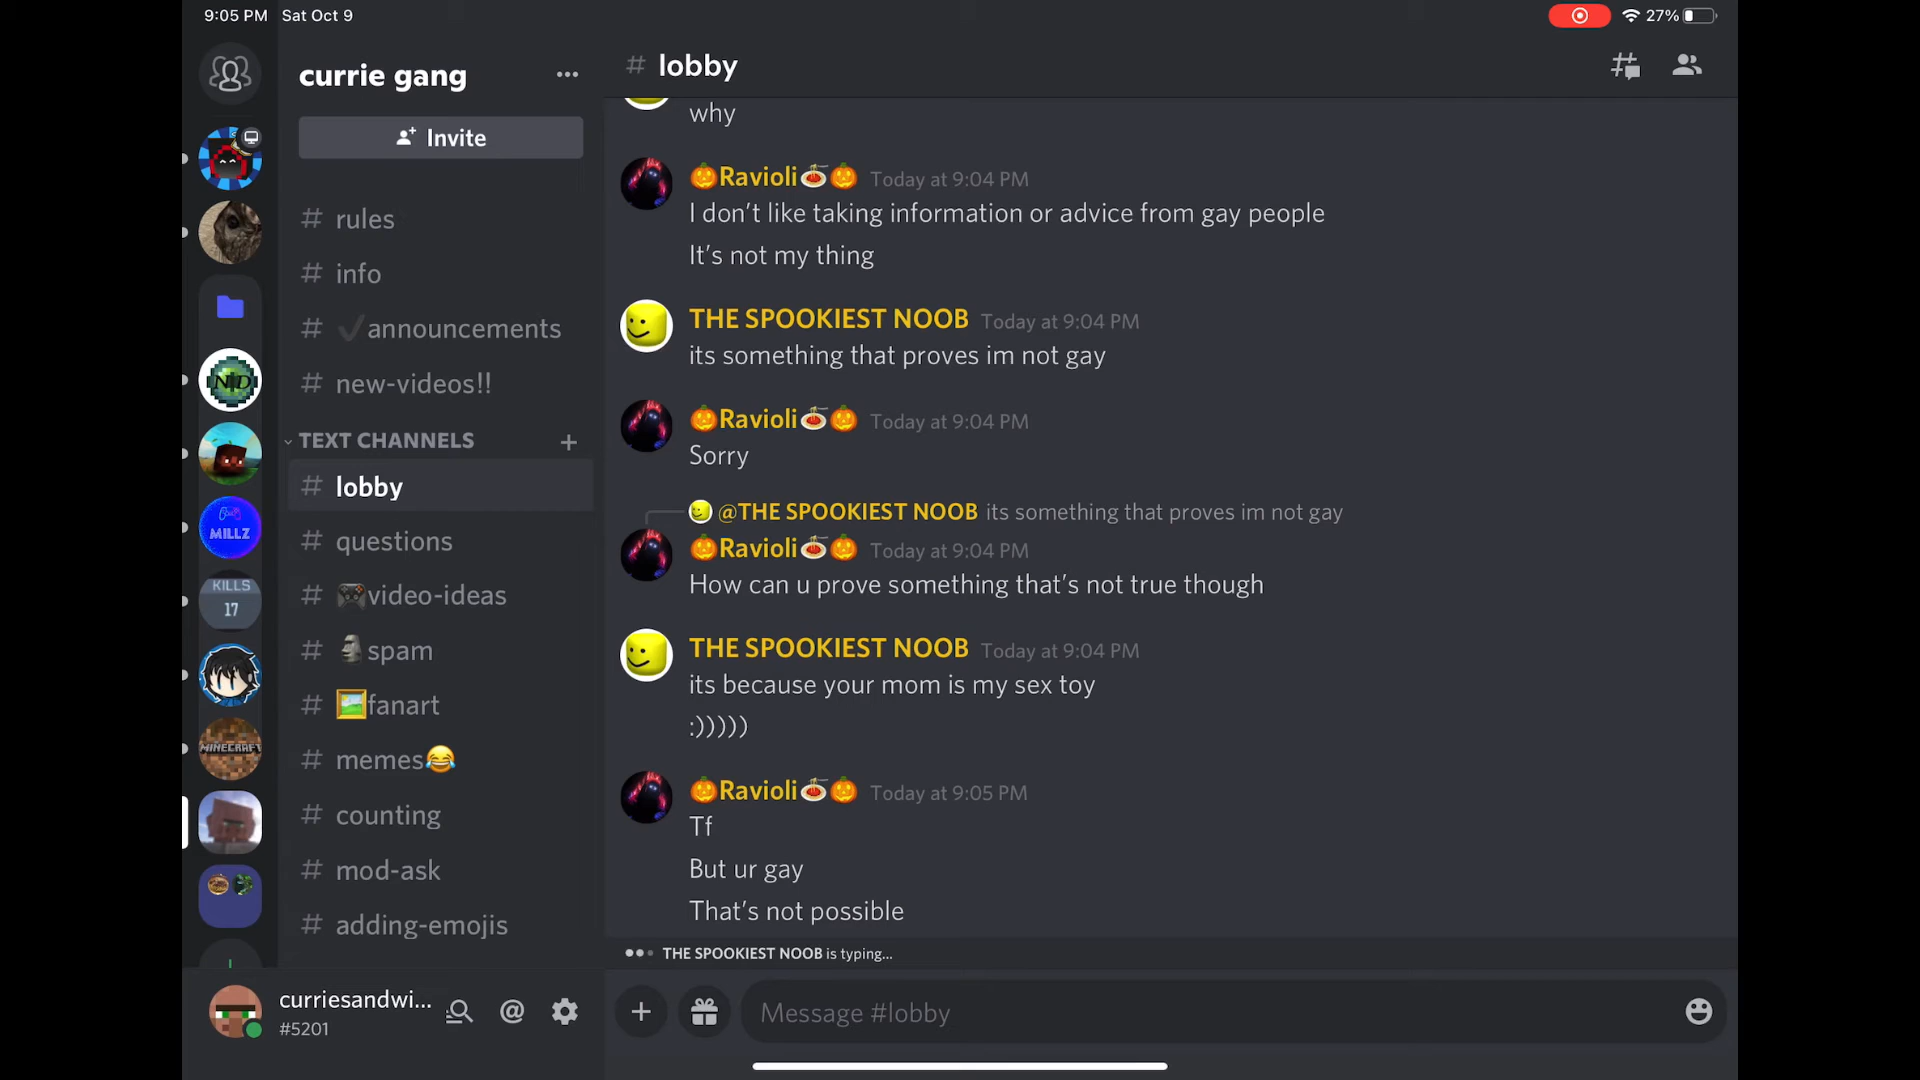 9:05 PM Sat Oct 9
27%
currie gang
Invite
# rules
# info
# ✔announcements
# new-videos!!
TEXT CHANNELS
# lobby
# questions
# 🎮video-ideas
# 🗿spam
# 🖼️fanart
# memes😂
# counting
# mod-ask
# adding-emojis
ND
MILLZ
KILLS
17
MINECRAFT
curriesandwi...
#5201
# lobby
why
🎃Ravioli🍝🎃 Today at 9:04 PM
I don't like taking information or advice from gay people
It's not my thing
THE SPOOKIEST NOOB Today at 9:04 PM
its something that proves im not gay
🎃Ravioli🍝🎃 Today at 9:04 PM
Sorry
@THE SPOOKIEST NOOB its something that proves im not gay
🎃Ravioli🍝🎃 Today at 9:04 PM
How can u prove something that's not true though
THE SPOOKIEST NOOB Today at 9:04 PM
its because your mom is my sex toy
:)))))
🎃Ravioli🍝🎃 Today at 9:05 PM
Tf
But ur gay
That's not possible
THE SPOOKIEST NOOB is typing...
Message #lobby